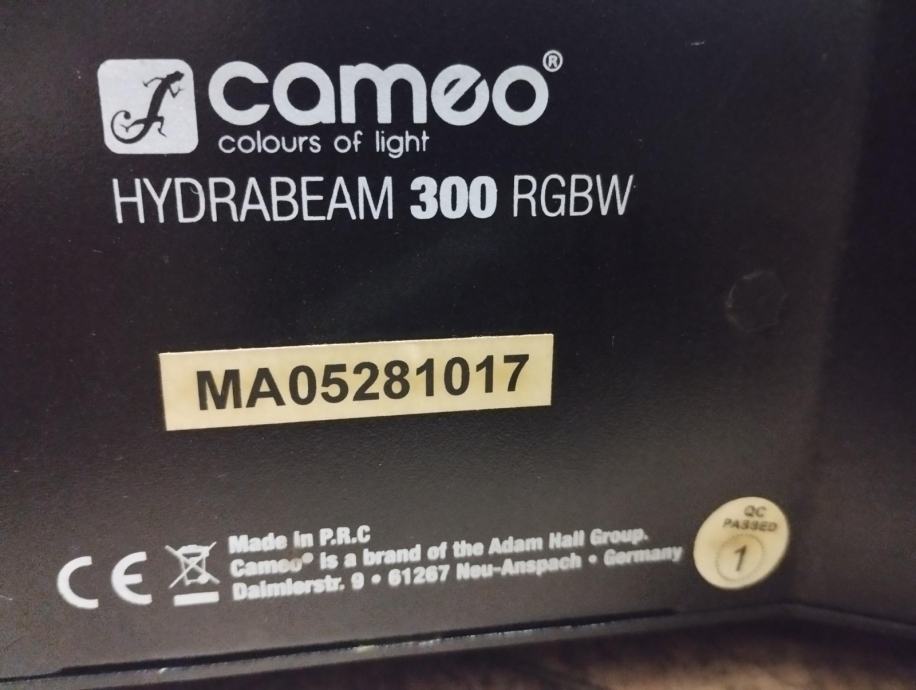 cameo®
colours of light
HYDRABEAM 300 RGBW
MA05281017
Made in P.R.C
Cameo® is a brand of the Adam Hall Group.
Daimlerstr. 9 • 61267 Neu-Anspach • Germany
CE
QC
PASSED
1